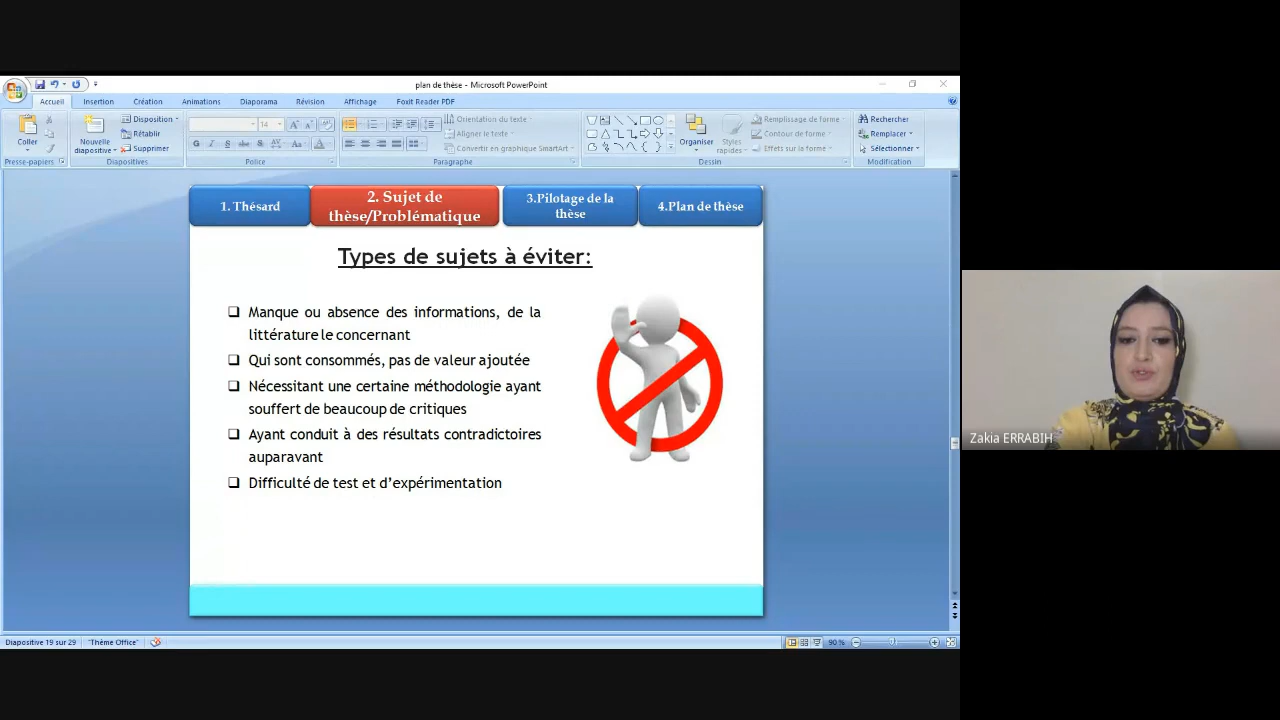 plan de thèse - Microsoft PowerPoint
Accueil Insertion Création Animations Diaporama Révision Affichage Foxit Reader PDF
Coller
Presse-papiers
Nouvelle diapositive
Disposition
Rétablir
Supprimer
Diapositives
14
G I S abe S AV Aa A
Police
Orientation du texte
Aligner le texte
Convertir en graphique SmartArt
Paragraphe
Organiser
Styles rapides
Remplissage de forme
Contour de forme
Effets sur la forme
Dessin
Rechercher
Remplacer
Sélectionner
Modification
1. Thésard
2. Sujet de
thèse/Problématique
3.Pilotage de la
thèse
4.Plan de thèse
Types de sujets à éviter:
Manque ou absence des informations, de la
littérature le concernant
Qui sont consommés, pas de valeur ajoutée
Nécessitant une certaine méthodologie ayant
souffert de beaucoup de critiques
Ayant conduit à des résultats contradictoires
auparavant
Difficulté de test et d'expérimentation
Zakia ERRABIH
Diapositive 19 sur 29 "Thème Office" 90 %